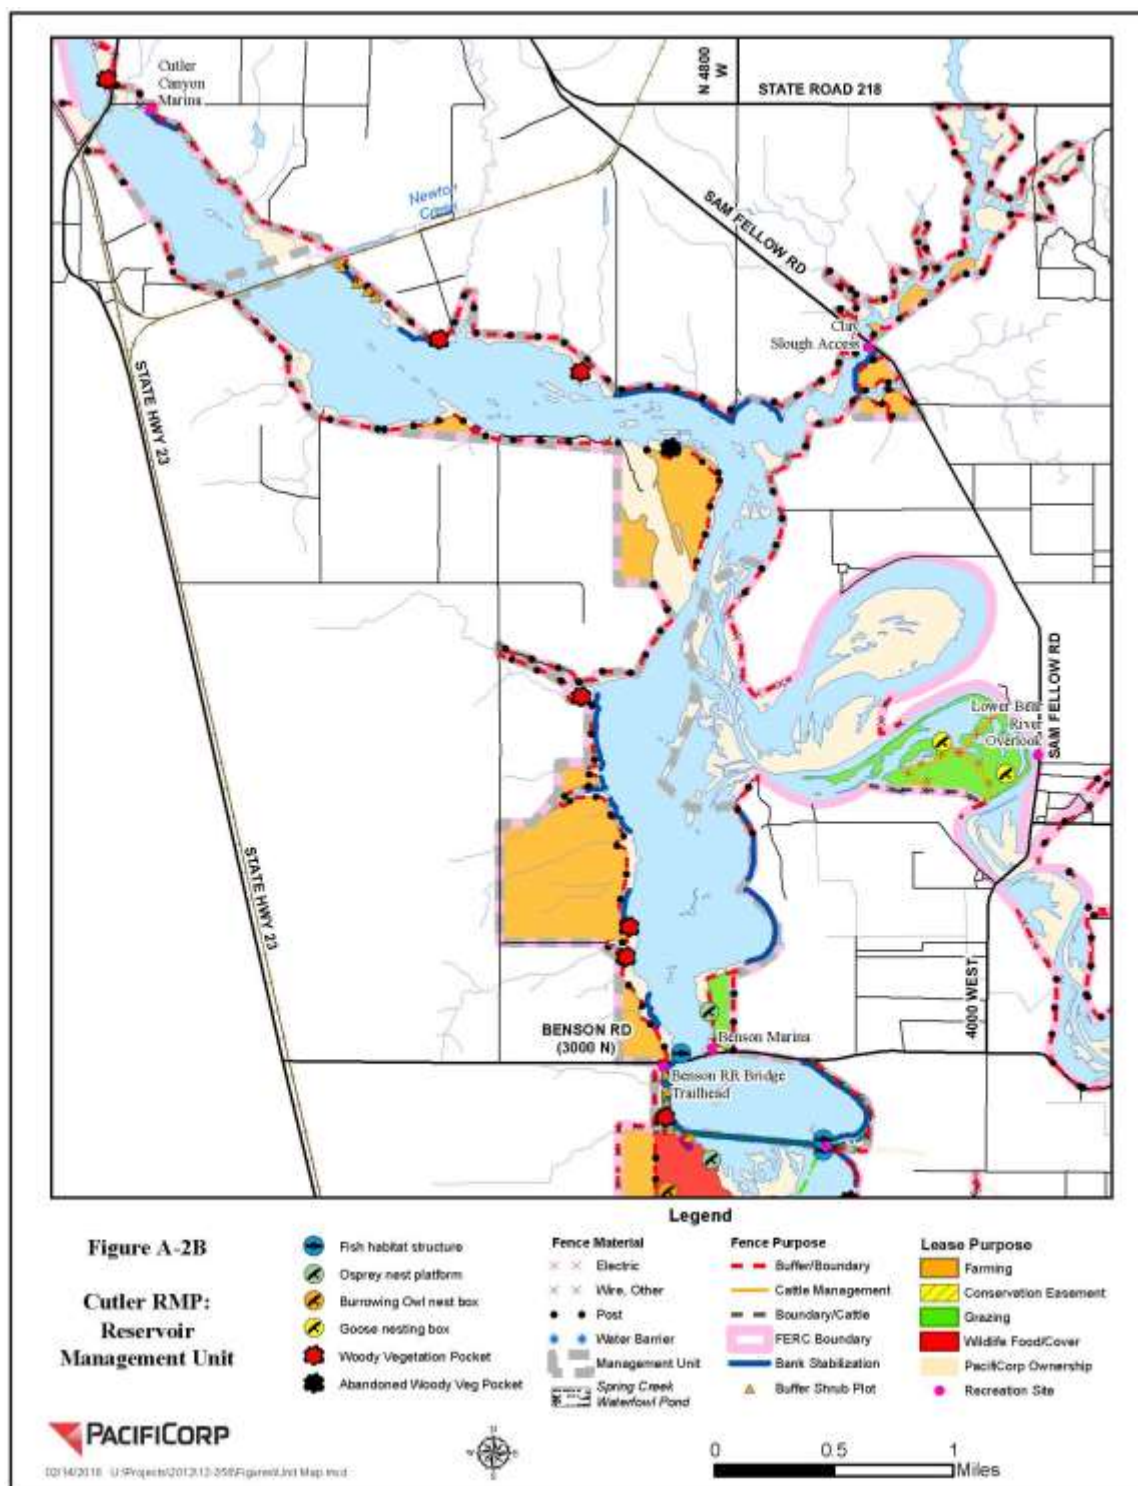 Cutler
Canyon
Marina
N 4800
W
STATE ROAD 218
Newton
Creek
SAM FELLOW RD
Clay
Slough Access
STATE HWY 23
Lower Bear
River
Overlook
SAM FELLOW RD
STATE HWY 23
4000 WEST
BENSON RD
(3000 N)
Benson Marina
Benson RR Bridge
Trailhead
Legend
Figure A-2B
Cutler RMP:
Reservoir
Management Unit
Fish habitat structure
Osprey nest platform
Burrowing Owl nest box
Goose nesting box
Woody Vegetation Pocket
Abandoned Woody Veg Pocket
Fence Material
Electric
Wire, Other
Post
Water Barrier
Management Unit
Spring Creek
Waterfowl Pond
Fence Purpose
Buffer/Boundary
Cattle Management
Boundary/Cattle
FERC Boundary
Bank Stabilization
Buffer Shrub Plot
Lease Purpose
Farming
Conservation Easement
Grazing
Wildlife Food/Cover
PacifiCorp Ownership
Recreation Site
PACIFICORP
N
W E
S
0 0.5 1
Miles